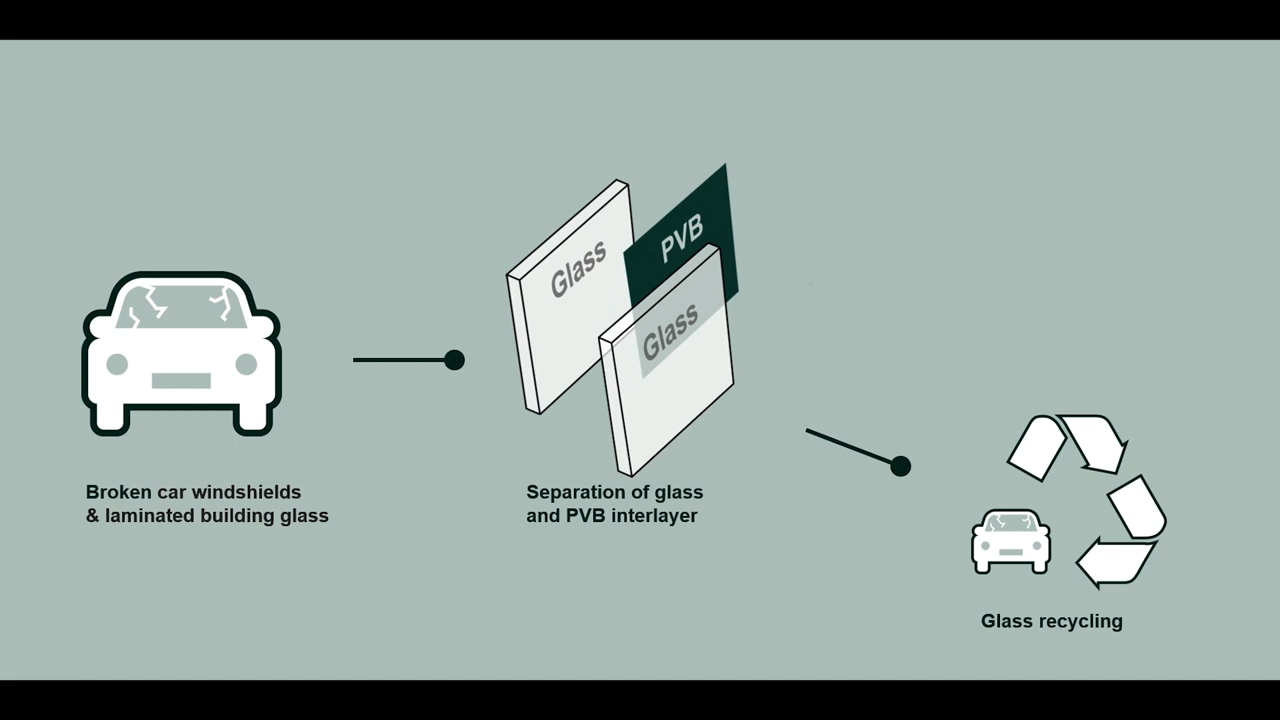 Glass
PVB
Glass
Broken car windshields
& laminated building glass
Separation of glass
and PVB interlayer
Glass recycling